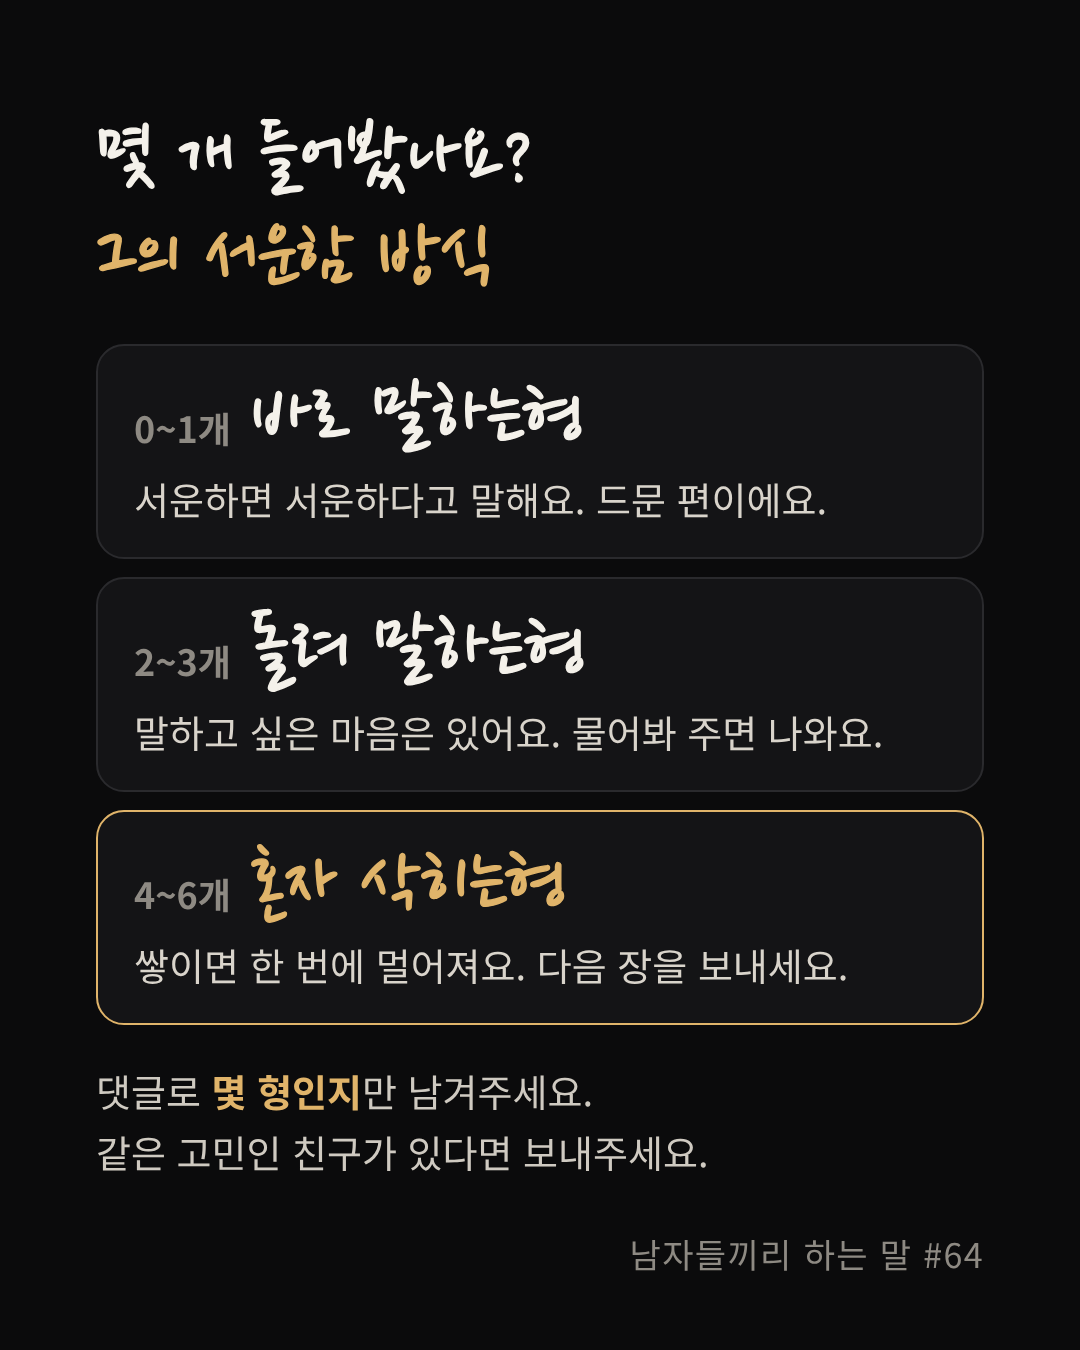 몇 개 들어봤나요?
그의 서운함 방식
0~1개 바로 말하는형
서운하면 서운하다고 말해요. 드문 편이에요.
2~3개 돌려 말하는형
말하고 싶은 마음은 있어요. 물어봐 주면 나와요.
4~6개 혼자 삭히는형
쌓이면 한 번에 멀어져요. 다음 장을 보내세요.
댓글로 몇 형인지만 남겨주세요.
같은 고민인 친구가 있다면 보내주세요.
남자들끼리 하는 말 #64